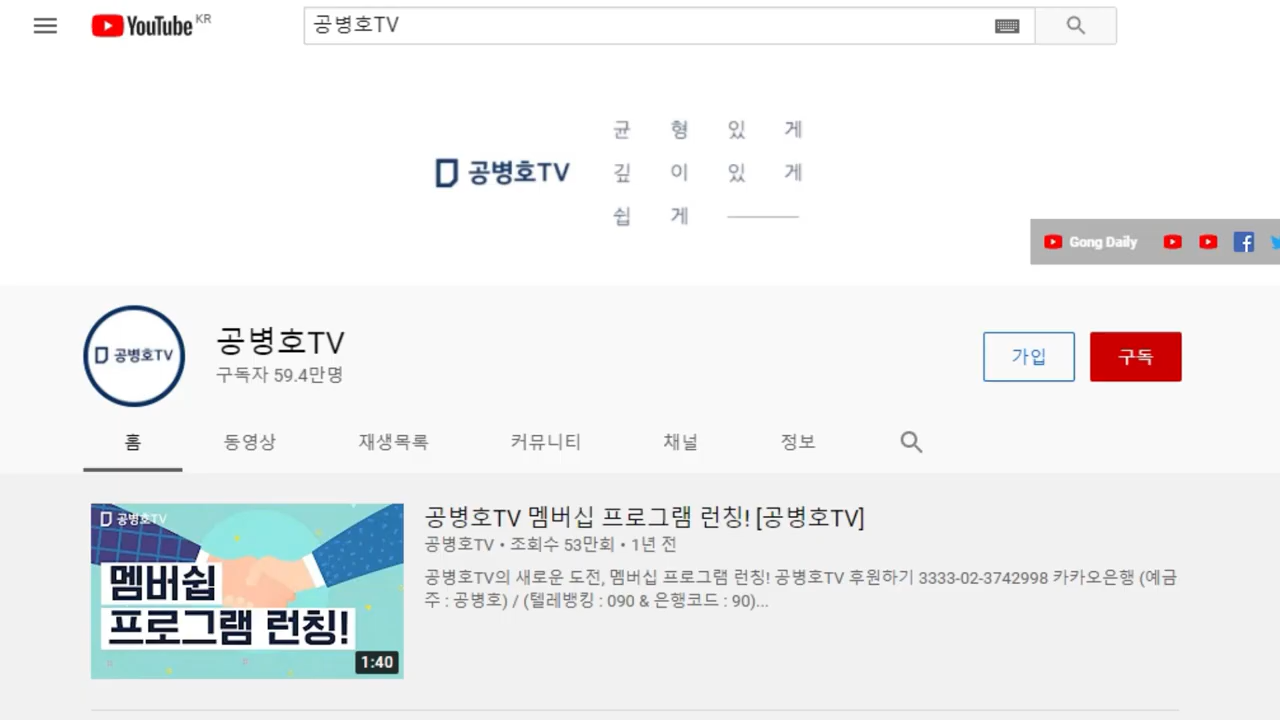 YouTube KR
공병호TV
공병호TV
균 형 있 게
깊 이 있 게
쉽 게
Gong Daily
공병호TV
공병호TV
구독자 59.4만명
가입
구독
홈
동영상
재생목록
커뮤니티
채널
정보
공병호TV
멤버쉽
프로그램 런칭!
1:40
공병호TV 멤버십 프로그램 런칭! [공병호TV]
공병호TV • 조회수 53만회 • 1년 전
공병호TV의 새로운 도전, 멤버십 프로그램 런칭! 공병호TV 후원하기 3333-02-3742998 카카오은행 (예금
주 : 공병호) / (텔레뱅킹 : 090 & 은행코드 : 90)...